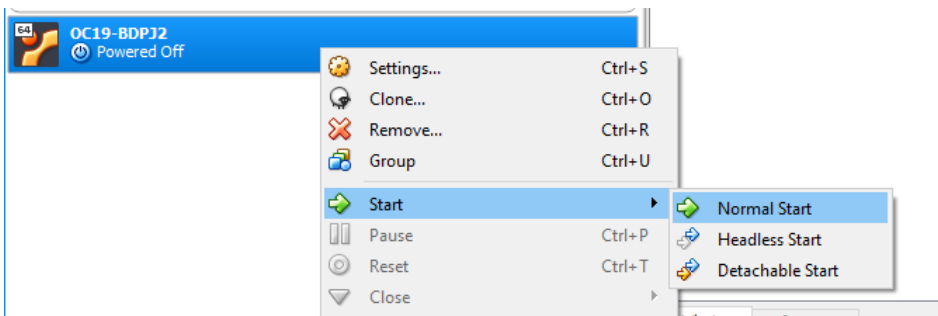 64 OC19-BDPJ2
Powered Off
Settings... Ctrl+S
Clone... Ctrl+O
Remove... Ctrl+R
Group Ctrl+U
Start
Normal Start
Pause Ctrl+P
Headless Start
Reset Ctrl+T
Detachable Start
Close